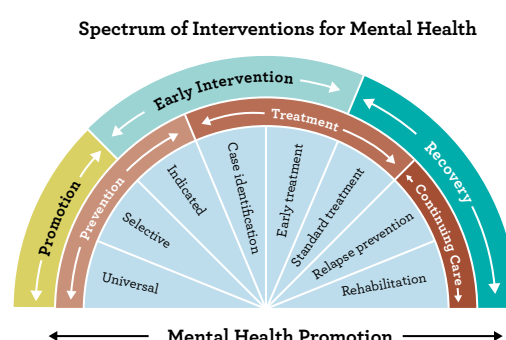 Spectrum of Interventions for Mental Health
Promotion
Early Intervention
Recovery
Prevention
Treatment
Continuing Care
Universal
Selective
Indicated
Case identification
Early treatment
Standard treatment
Relapse prevention
Rehabilitation
Mental Health Promotion